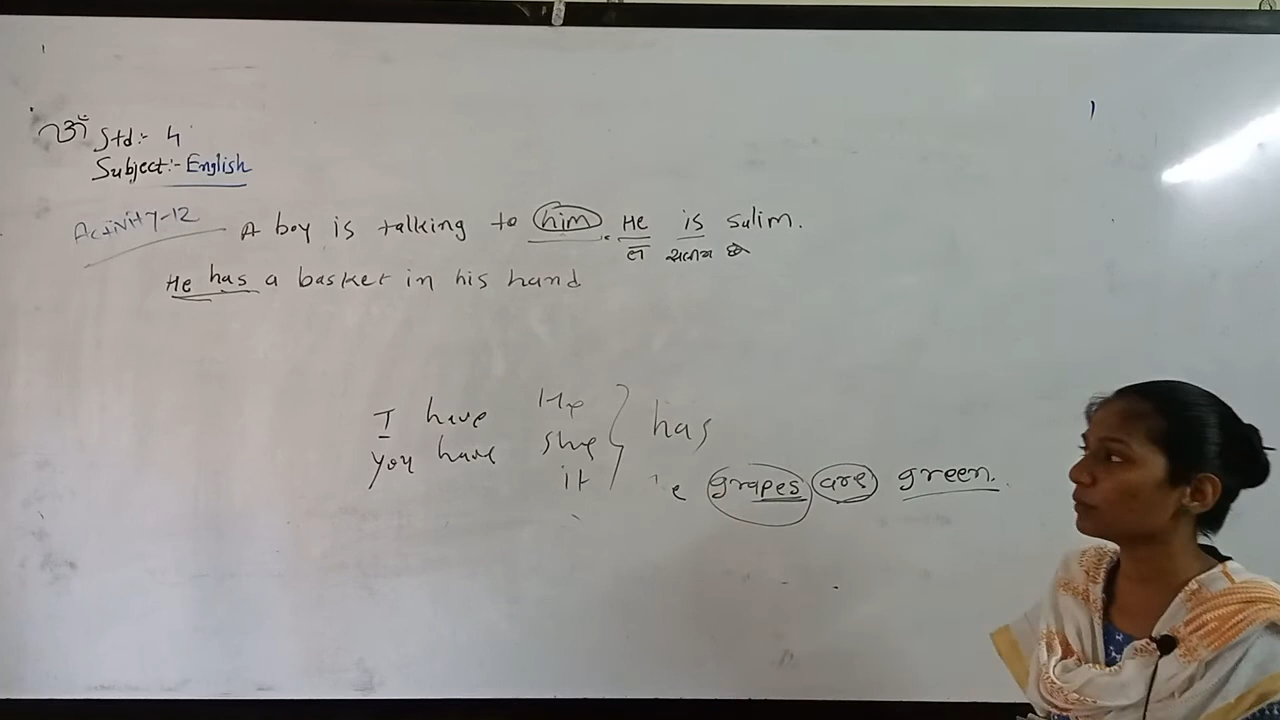 ૐ Std:- 4
Subject:- English
Activity-12 A boy is talking to him. He is Salim.
તે સલીમ છે
He has a basket in his hand
I have He
You have She } has
it
grapes are green.